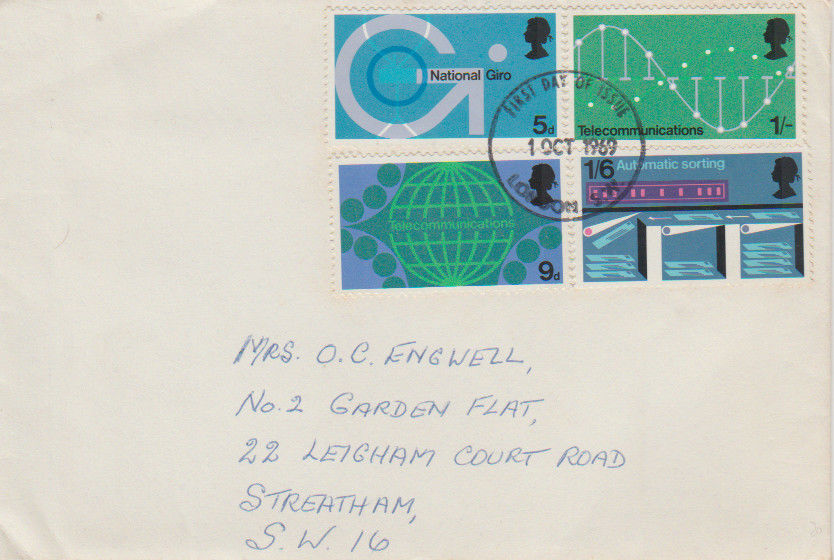 National Giro
5d
Telecommunications
1/-
FIRST DAY OF ISSUE
1 OCT 1969
LONDON S.W.
Telecommunications
9d
1/6
Automatic sorting
MRS. O.C. ENGWELL,
NO. 2 GARDEN FLAT,
22 LEIGHAM COURT ROAD
STREATHAM,
S.W. 16